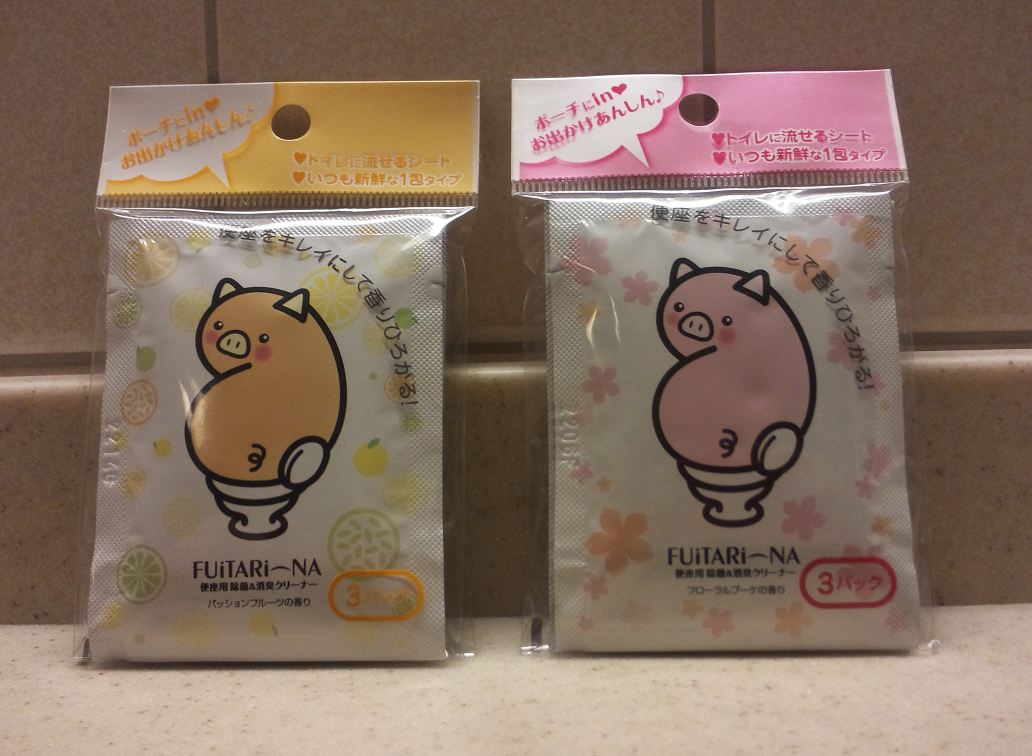 ポーチにIn♥
お出かけあんしん♪
♥トイレに流せるシート
♥いつも新鮮な1包タイプ
便座をキレイにして香りひろがる!
FUiTARi⌒NA
便座用 除菌&消臭クリーナー
パッションフルーツの香り
3パック
ポーチにIn♥
お出かけあんしん♪
♥トイレに流せるシート
♥いつも新鮮な1包タイプ
便座をキレイにして香りひろがる!
FUiTARi⌒NA
便座用 除菌&消臭クリーナー
フローラルブーケの香り
3パック